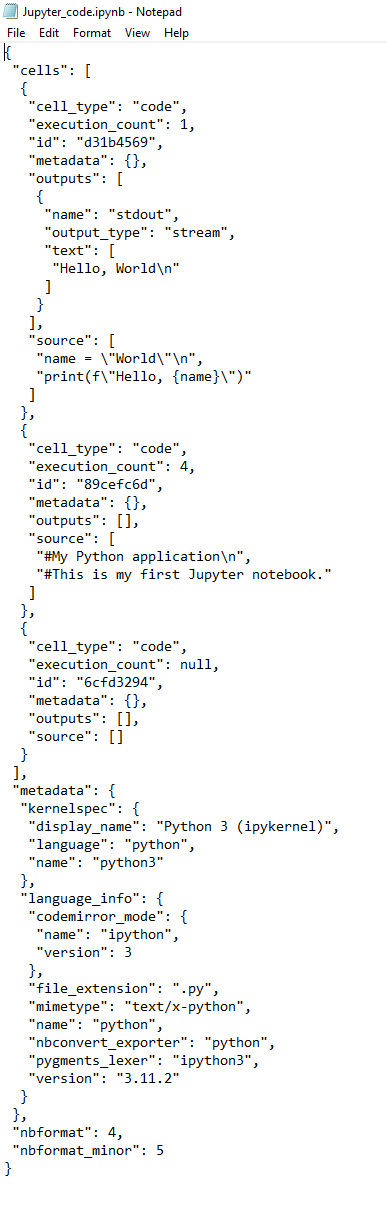 Jupyter_code.ipynb - Notepad
File Edit Format View Help
{
 "cells": [
  {
   "cell_type": "code",
   "execution_count": 1,
   "id": "d31b4569",
   "metadata": {},
   "outputs": [
    {
     "name": "stdout",
     "output_type": "stream",
     "text": [
      "Hello, World\n"
     ]
    }
   ],
   "source": [
    "name = \"World\"\n",
    "print(f\"Hello, {name}\")"
   ]
  },
  {
   "cell_type": "code",
   "execution_count": 4,
   "id": "89cefc6d",
   "metadata": {},
   "outputs": [],
   "source": [
    "#My Python application\n",
    "#This is my first Jupyter notebook."
   ]
  },
  {
   "cell_type": "code",
   "execution_count": null,
   "id": "6cfd3294",
   "metadata": {},
   "outputs": [],
   "source": []
  }
 ],
 "metadata": {
  "kernelspec": {
   "display_name": "Python 3 (ipykernel)",
   "language": "python",
   "name": "python3"
  },
  "language_info": {
   "codemirror_mode": {
    "name": "ipython",
    "version": 3
   },
   "file_extension": ".py",
   "mimetype": "text/x-python",
   "name": "python",
   "nbconvert_exporter": "python",
   "pygments_lexer": "ipython3",
   "version": "3.11.2"
  }
 },
 "nbformat": 4,
 "nbformat_minor": 5
}